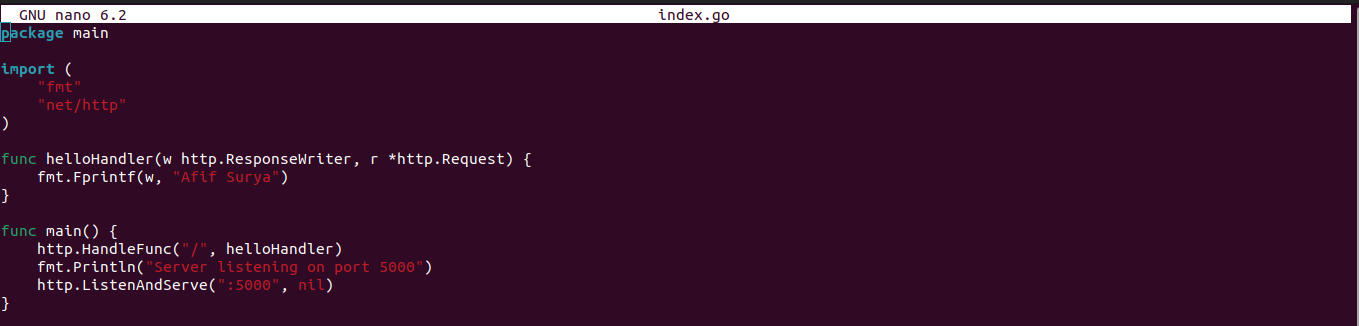 GNU nano 6.2 index.go
package main
import (
"fmt"
"net/http"
)
func helloHandler(w http.ResponseWriter, r *http.Request) {
fmt.Fprintf(w, "Afif Surya")
}
func main() {
http.HandleFunc("/", helloHandler)
fmt.Println("Server listening on port 5000")
http.ListenAndServe(":5000", nil)
}